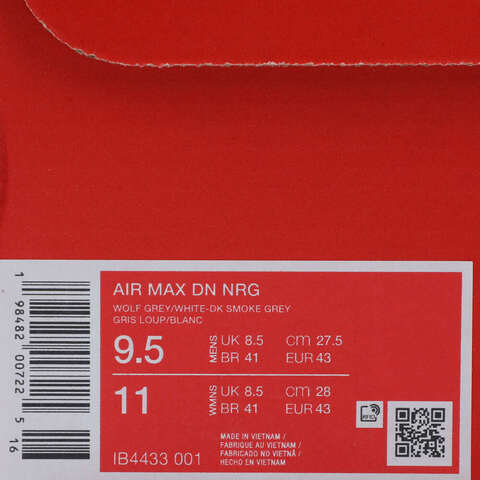 AIR MAX DN NRG
WOLF GREY/WHITE-DK SMOKE GREY
GRIS LOUP/BLANC
9.5 MENS UK 8.5 cm 27.5
BR 41 EUR 43
11 WMNS UK 8.5 cm 28
BR 41 EUR 43
MADE IN VIETNAM /
FABRIQUE AU VIETNAM /
FABRICADO NO VIETNÃ /
HECHO EN VIETNAM
IB4433 001
RFID
1 98482 00722 5 16